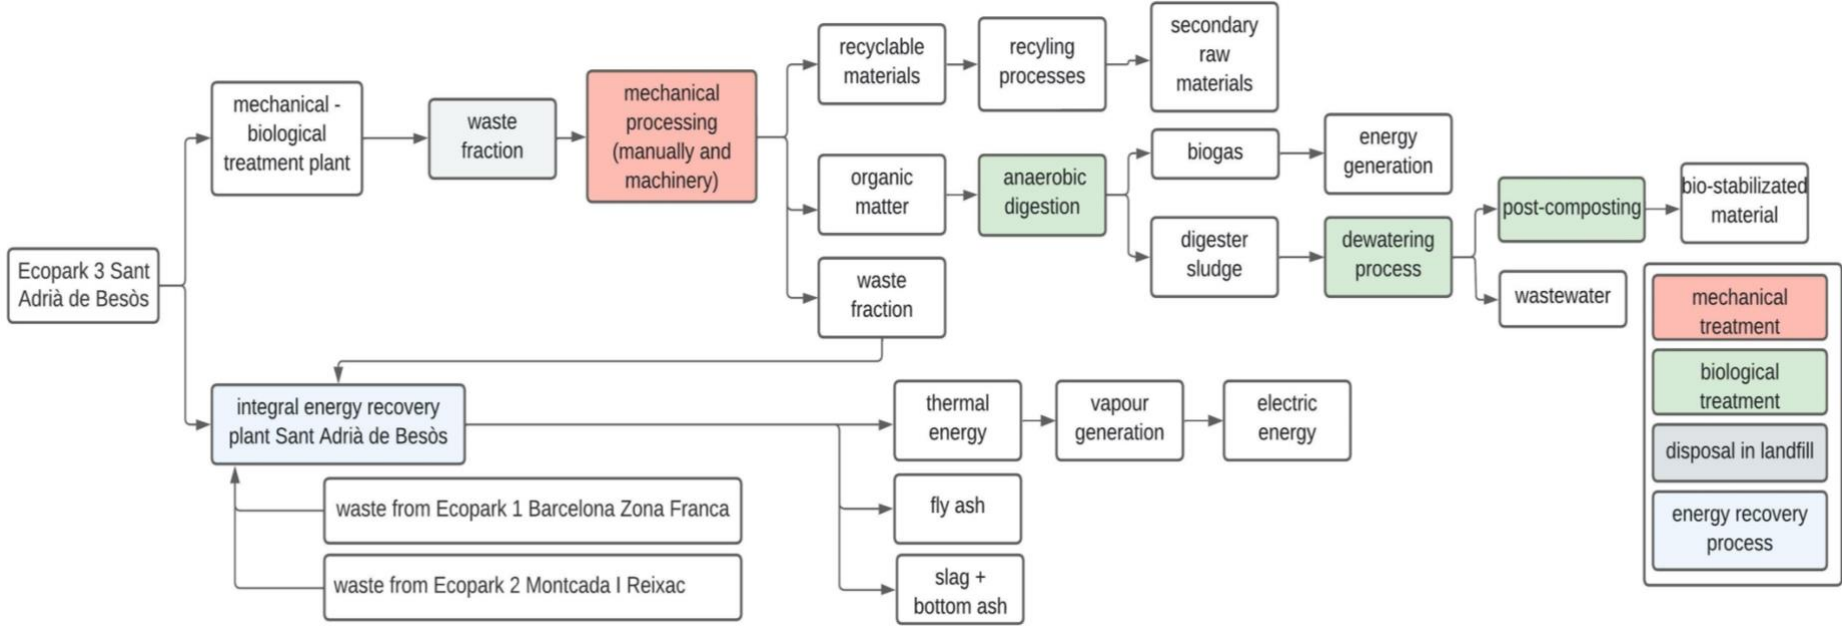 Ecopark 3 Sant
Adrià de Besòs
mechanical -
biological
treatment plant
waste
fraction
mechanical
processing
(manually and
machinery)
recyclable
materials
recyling
processes
secondary
raw
materials
organic
matter
anaerobic
digestion
biogas
energy
generation
digester
sludge
dewatering
process
post-composting
bio-stabilizated
material
wastewater
waste
fraction
integral energy recovery
plant Sant Adrià de Besòs
thermal
energy
vapour
generation
electric
energy
fly ash
slag +
bottom ash
waste from Ecopark 1 Barcelona Zona Franca
waste from Ecopark 2 Montcada I Reixac
mechanical
treatment
biological
treatment
disposal in landfill
energy recovery
process